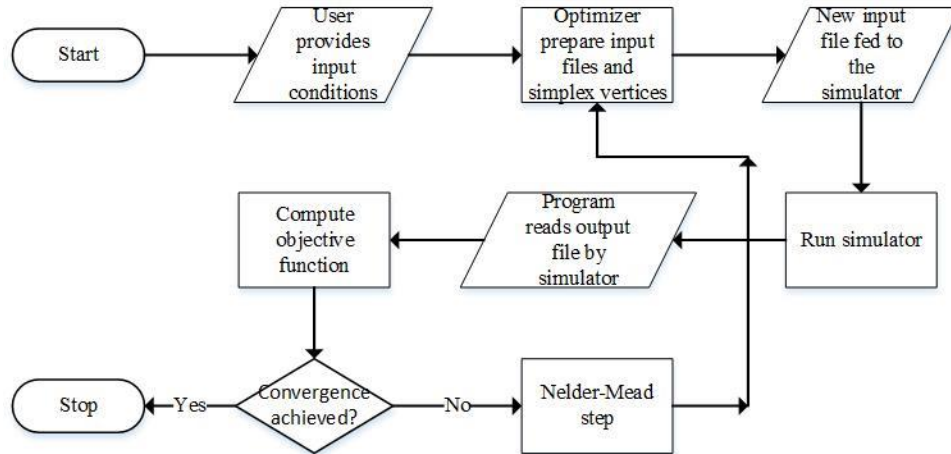 Start
User
provides
input
conditions
Optimizer
prepare input
files and
simplex vertices
New input
file fed to
the
simulator
Compute
objective
function
Program
reads output
file by
simulator
Run simulator
Stop
Yes
Convergence
achieved?
No
Nelder-Mead
step